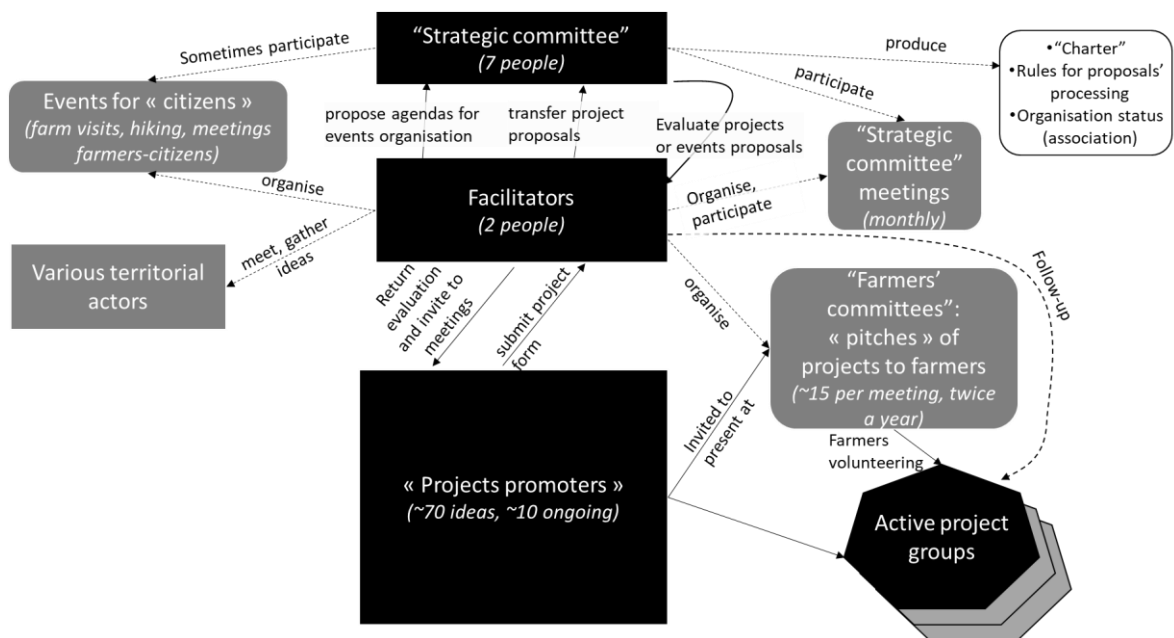 “Strategic committee”
(7 people)
Sometimes participate
produce
•“Charter”
•Rules for proposals’
processing
•Organisation status
(association)
participate
Events for « citizens »
(farm visits, hiking, meetings
farmers-citizens)
propose agendas for
events organisation
transfer project
proposals
Evaluate projects
or events proposals
“Strategic
committee”
meetings
(monthly)
organise
Facilitators
(2 people)
Organise,
participate
meet, gather
ideas
Various territorial
actors
Return
evaluation
and invite to
meetings
submit project
form
organise
Follow-up
“Farmers’
committees”:
« pitches » of
projects to farmers
(~15 per meeting, twice
a year)
Invited to
present at
Farmers
volunteering
« Projects promoters »
(~70 ideas, ~10 ongoing)
Active project
groups